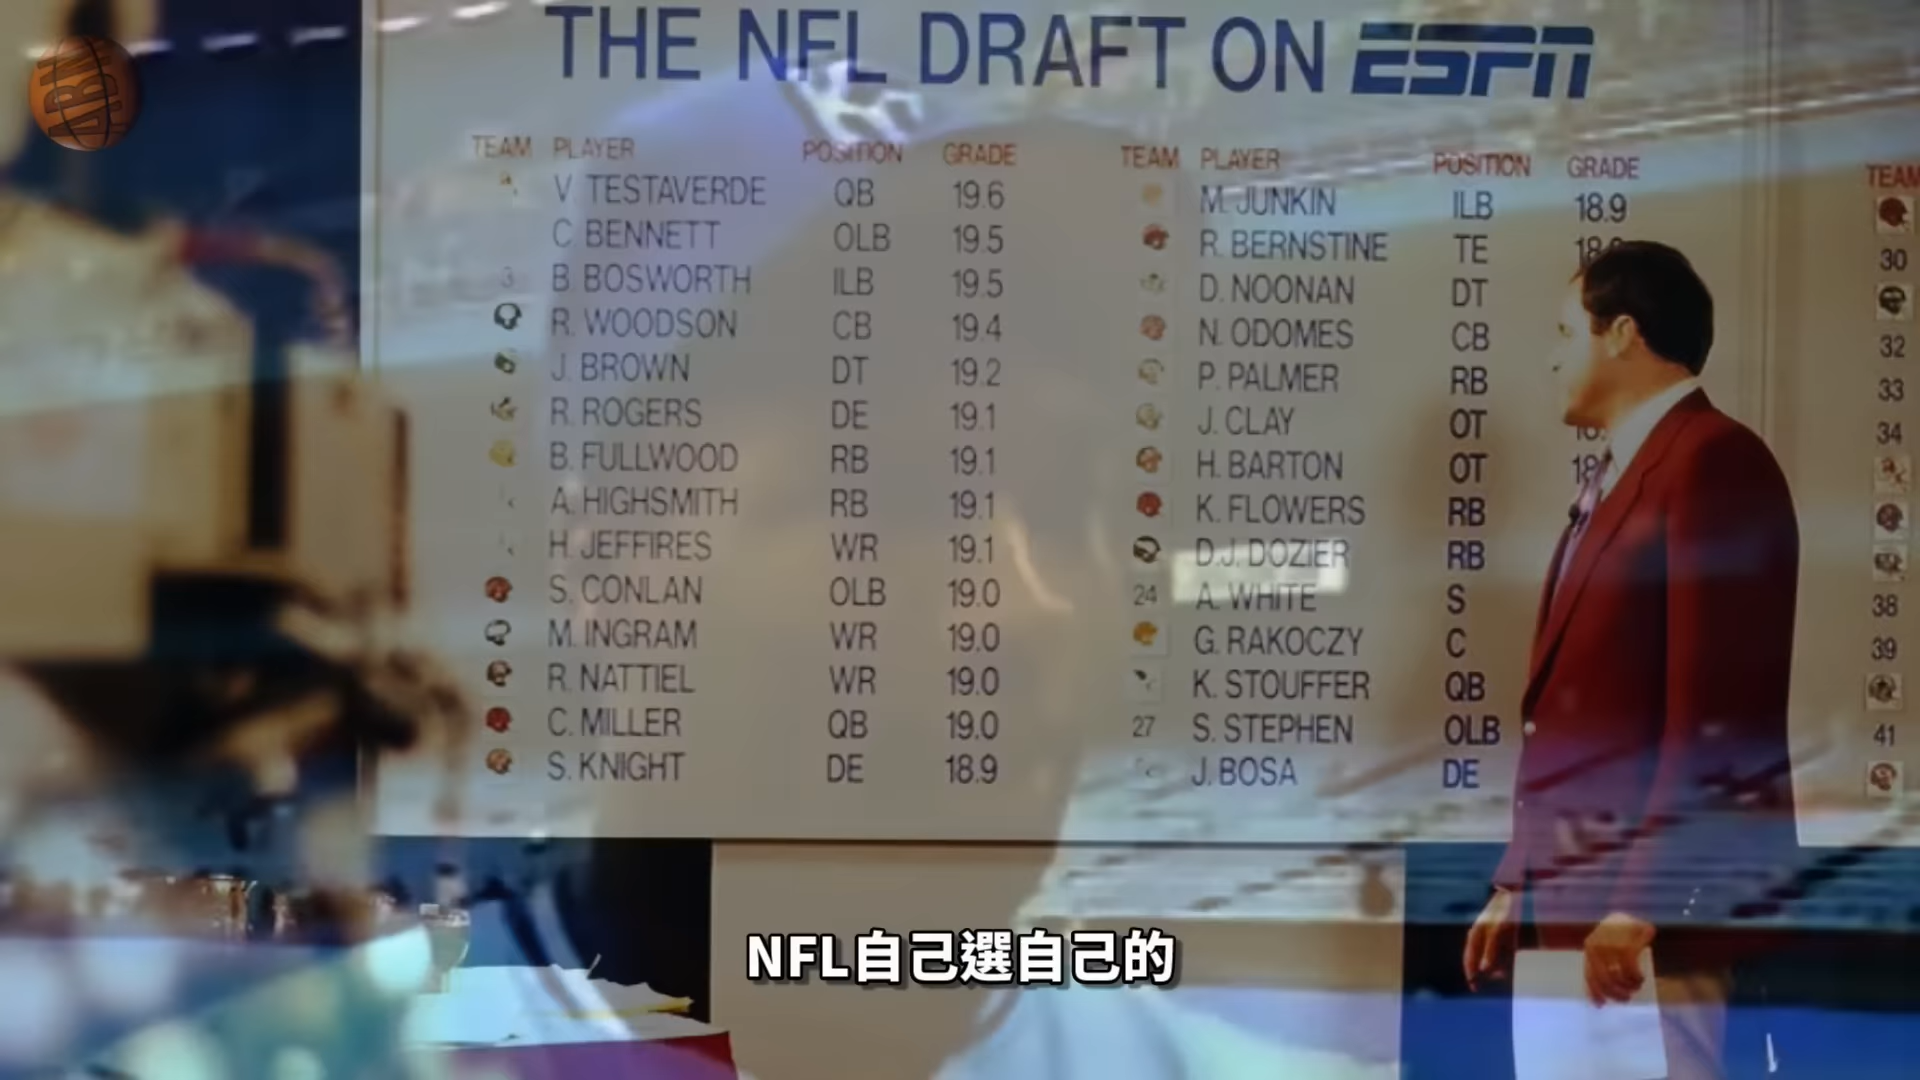 THE NFL DRAFT ON ESPN
TEAM PLAYER POSITION GRADE
V. TESTAVERDE QB 19.6
C. BENNETT OLB 19.5
3 B. BOSWORTH ILB 19.5
R. WOODSON CB 19.4
J. BROWN DT 19.2
R. ROGERS DE 19.1
B. FULLWOOD RB 19.1
A. HIGHSMITH RB 19.1
H. JEFFIRES WR 19.1
S. CONLAN OLB 19.0
M. INGRAM WR 19.0
R. NATTIEL WR 19.0
C. MILLER QB 19.0
S. KNIGHT DE 18.9
TEAM PLAYER POSITION GRADE
M. JUNKIN ILB 18.9
R. BERNSTINE TE
D. NOONAN DT
N. ODOMES CB
P. PALMER RB
J. CLAY OT
H. BARTON OT
K. FLOWERS RB
D.J. DOZIER RB
24 A. WHITE S
G. RAKOCZY C
K. STOUFFER QB
27 S. STEPHEN OLB
J. BOSA DE
TEAM
30
32
33
34
38
39
41
NFL自己選自己的